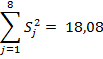 8
∑ S_j^2 = 18,08
j=1